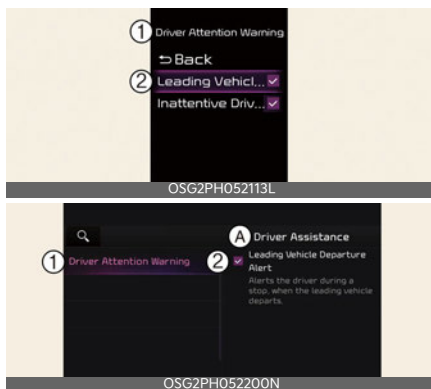 ① Driver Attention Warning
Back
② Leading Vehicl...
Inattentive Driv...
OSG2PH052113L
Ⓐ Driver Assistance
① Driver Attention Warning
② Leading Vehicle Departure
Alert
Alerts the driver during a
stop, when the leading vehicle
departs.
OSG2PH052200N